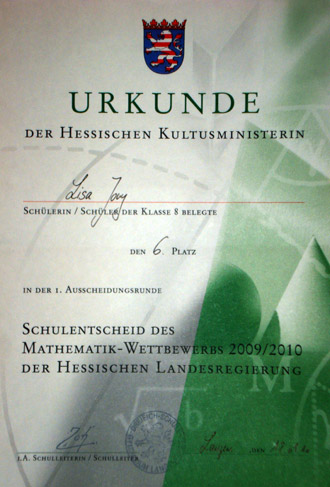 URKUNDE
DER HESSISCHEN KULTUSMINISTERIN
Lisa
SCHÜLERIN / SCHÜLER DER KLASSE 8 BELEGTE
DEN 6. PLATZ
IN DER 1. AUSSCHEIDUNGSRUNDE
SCHULENTSCHEID DES
MATHEMATIK-WETTBEWERBS 2009/2010
DER HESSISCHEN LANDESREGIERUNG
Langen
I.A. SCHULLEITERIN / SCHULLEITER